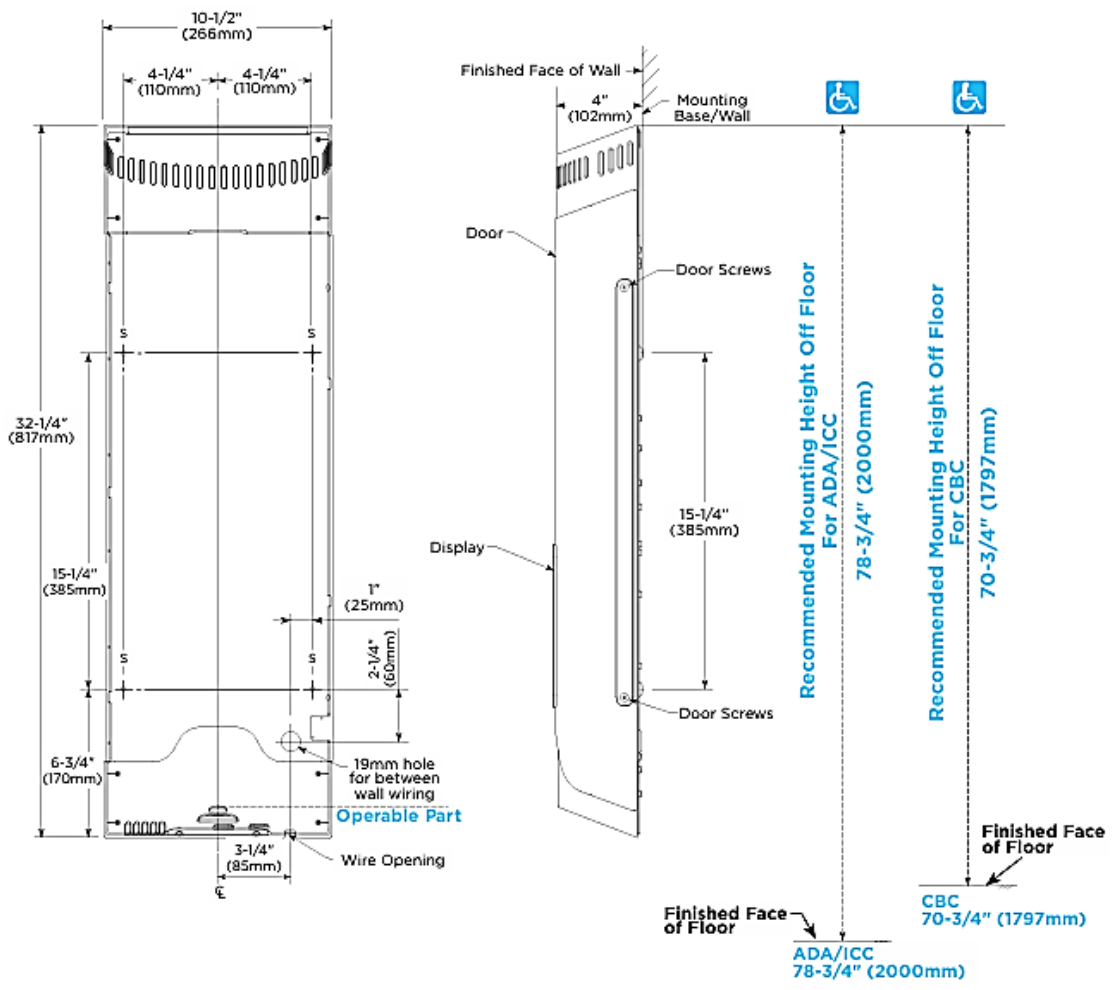 10-1/2"
(266mm)
4-1/4"
(110mm)
4-1/4"
(110mm)
Finished Face of Wall
4"
(102mm)
Mounting
Base/Wall
Door
Door Screws
S
S
32-1/4"
(817mm)
15-1/4"
(385mm)
15-1/4"
(385mm)
Display
1"
(25mm)
2-1/4"
(60mm)
S
S
Door Screws
6-3/4"
(170mm)
19mm hole
for between
wall wiring
Operable Part
3-1/4"
(85mm)
Wire Opening
℄
Recommended Mounting Height Off Floor
For ADA/ICC
78-3/4" (2000mm)
Recommended Mounting Height Off Floor
For CBC
70-3/4" (1797mm)
Finished Face
of Floor
CBC
70-3/4" (1797mm)
Finished Face
of Floor
ADA/ICC
78-3/4" (2000mm)